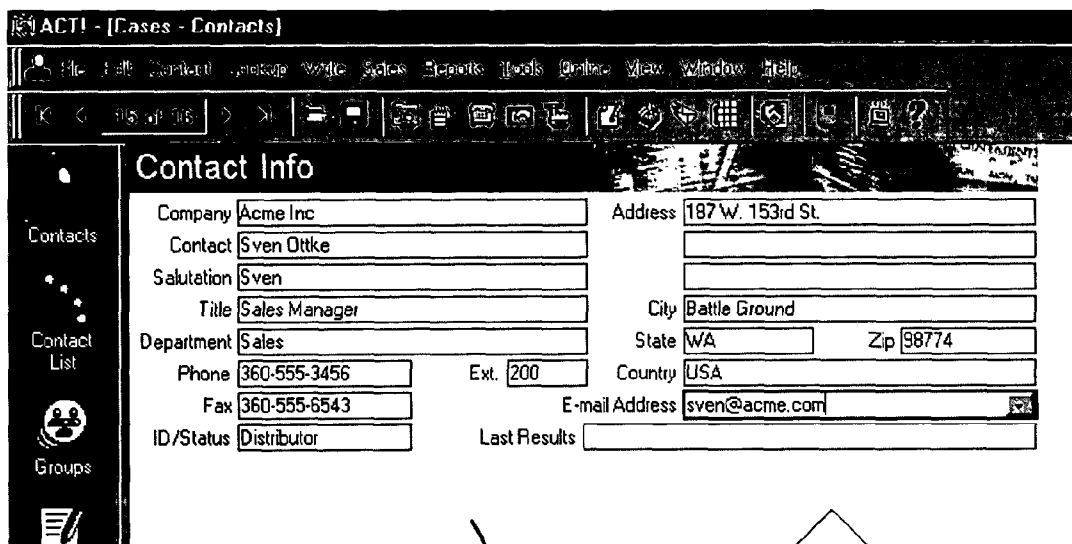 ACT! - [Cases - Contacts]
File Edit Contact Lookup Write Sales Reports Tools Online View Window Help
16 of 16
Contact Info
Company Acme Inc Address 187 W. 153rd St.
Contacts
Contact Sven Ottke
Salutation Sven
Title Sales Manager City Battle Ground
Contact List
Department Sales State WA Zip 98774
Phone 360-555-3456 Ext. 200 Country USA
Fax 360-555-6543 E-mail Address sven@acme.com
ID/Status Distributor Last Results
Groups